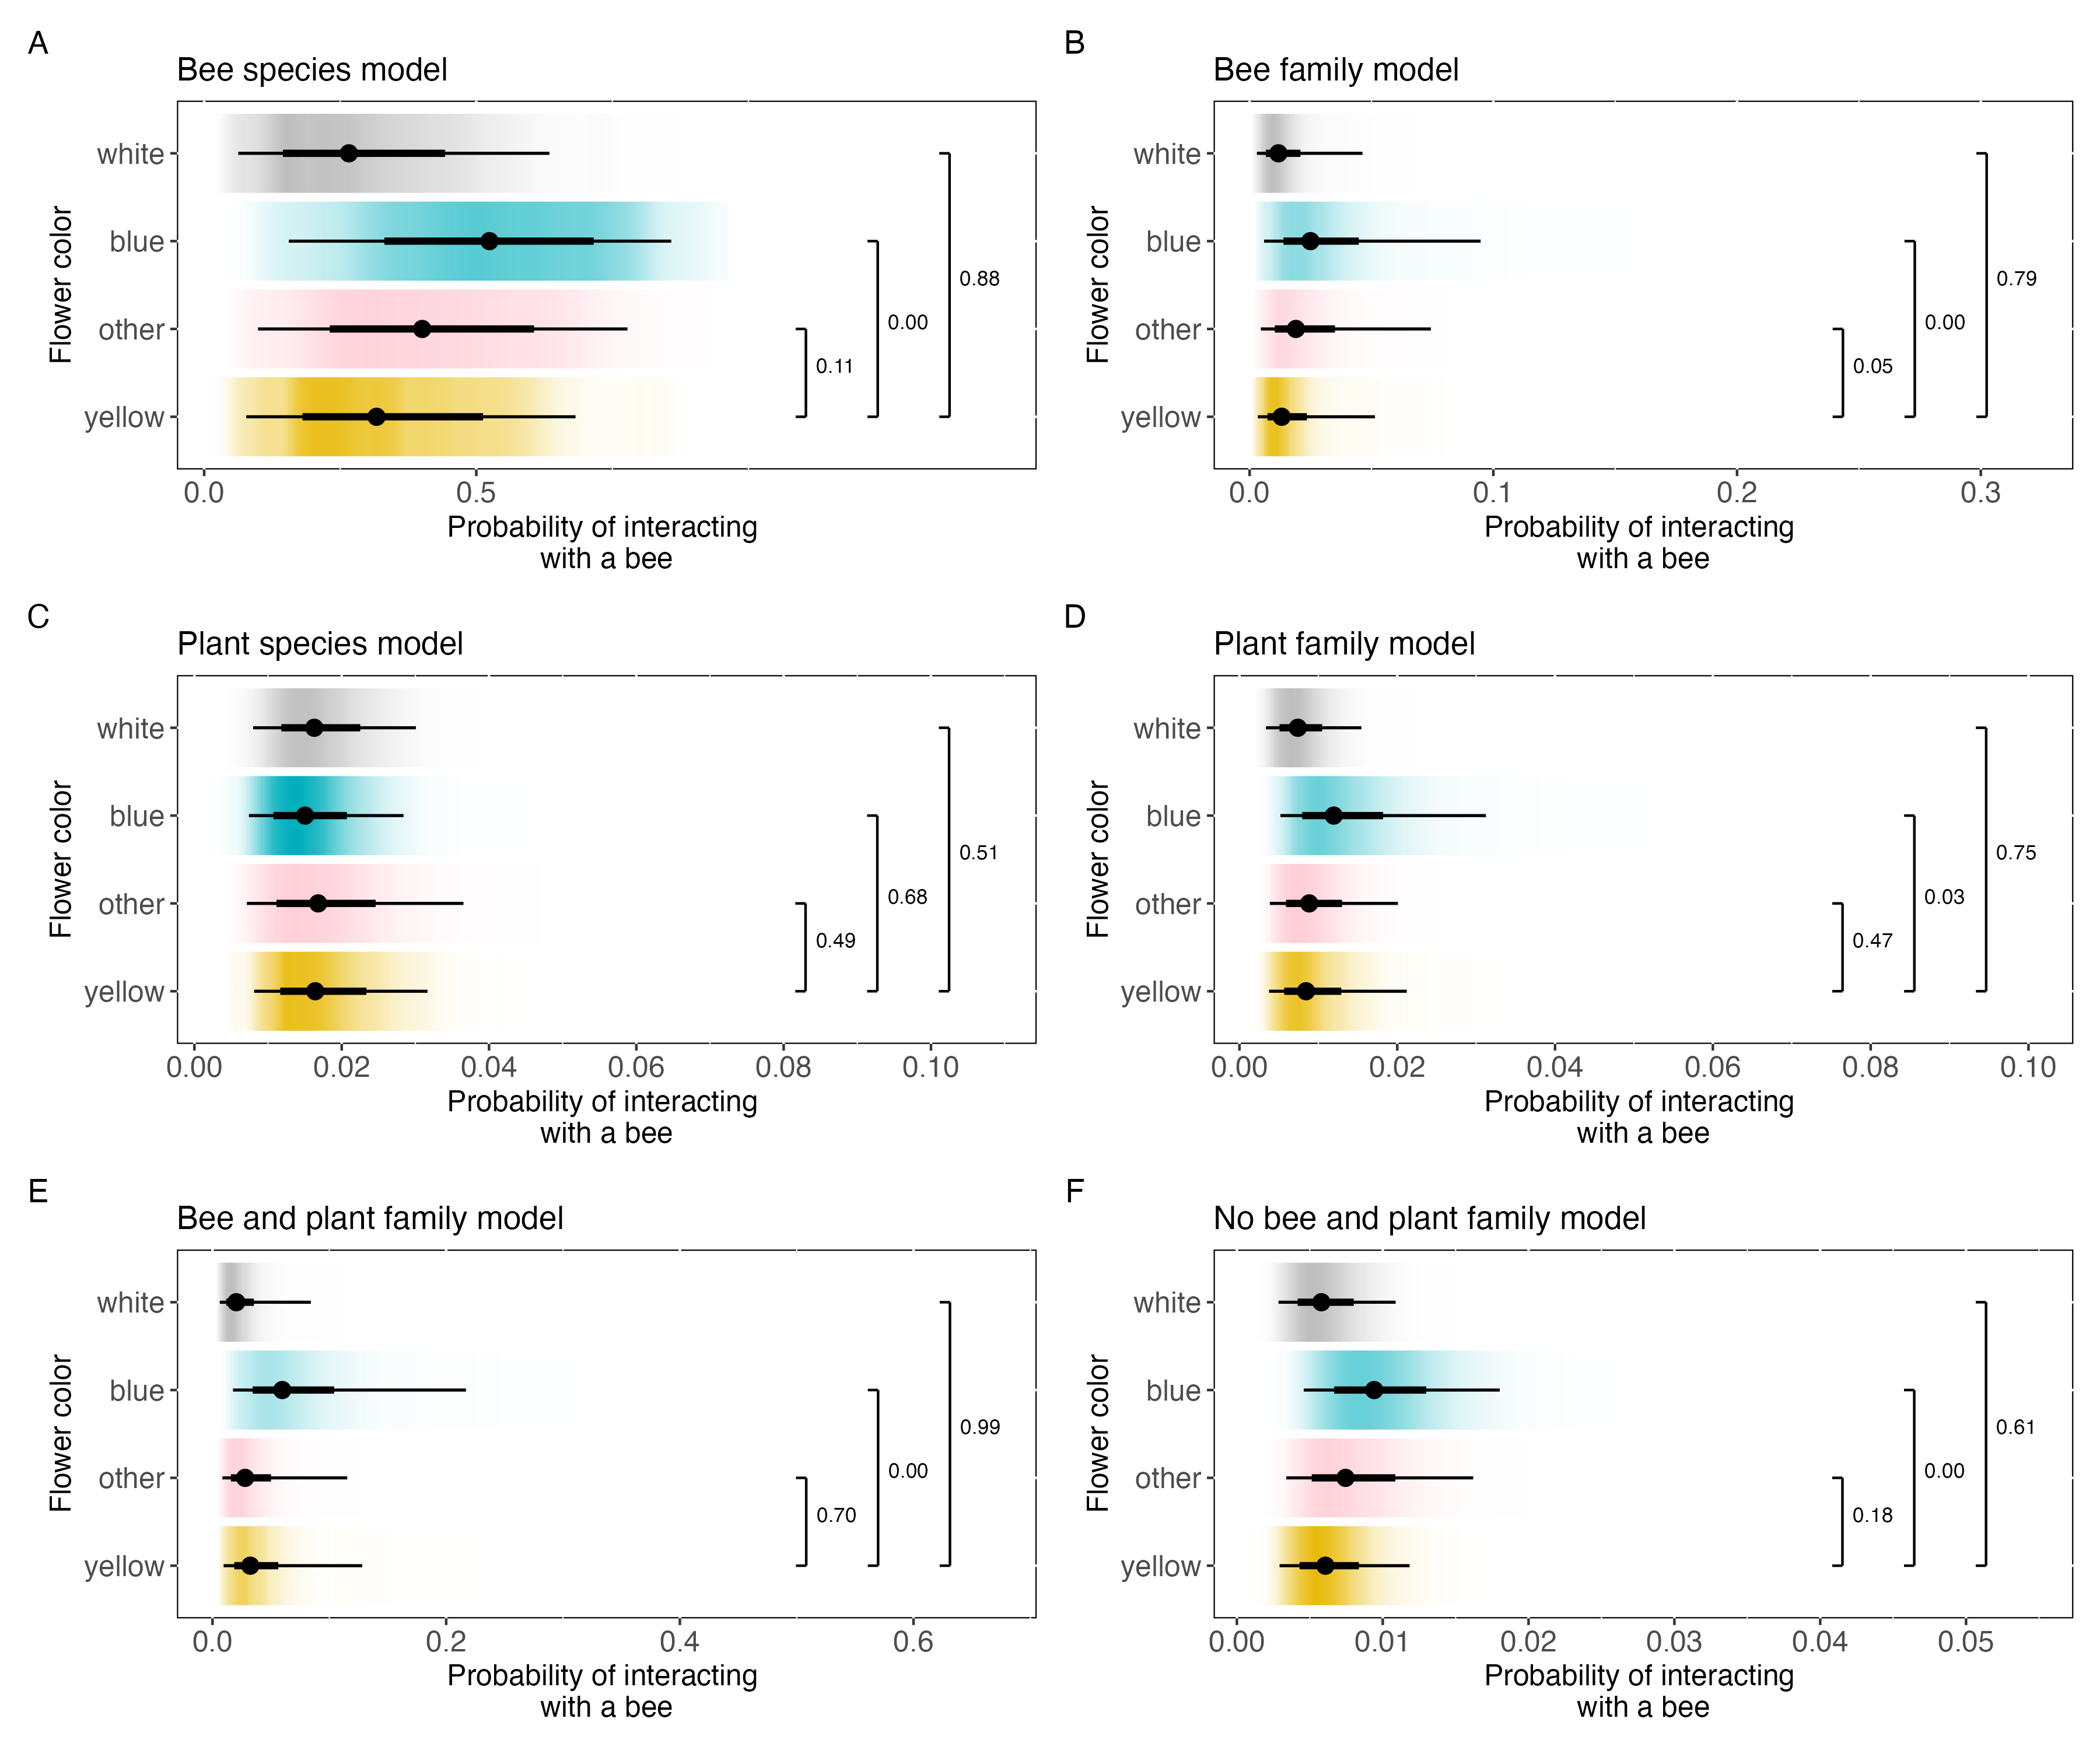 A
Bee species model
Flower color
white
blue
other
yellow
0.11
0.00
0.88
0.0
0.5
Probability of interacting
with a bee
B
Bee family model
Flower color
white
blue
other
yellow
0.05
0.00
0.79
0.0
0.1
0.2
0.3
Probability of interacting
with a bee
C
Plant species model
Flower color
white
blue
other
yellow
0.49
0.68
0.51
0.00
0.02
0.04
0.06
0.08
0.10
Probability of interacting
with a bee
D
Plant family model
Flower color
white
blue
other
yellow
0.47
0.03
0.75
0.00
0.02
0.04
0.06
0.08
0.10
Probability of interacting
with a bee
E
Bee and plant family model
Flower color
white
blue
other
yellow
0.70
0.00
0.99
0.0
0.2
0.4
0.6
Probability of interacting
with a bee
F
No bee and plant family model
Flower color
white
blue
other
yellow
0.18
0.00
0.61
0.00
0.01
0.02
0.03
0.04
0.05
Probability of interacting
with a bee